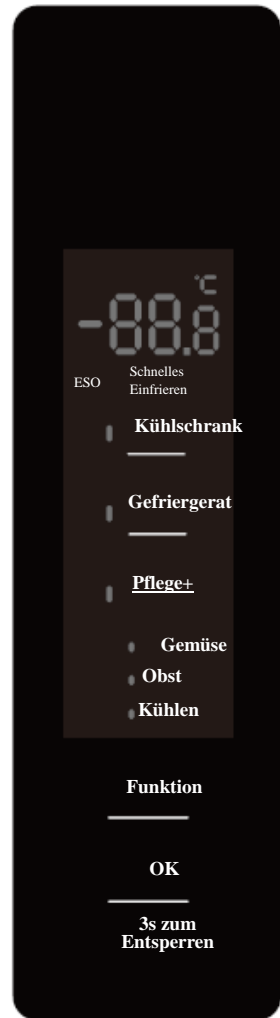 °C
-88.8
Schnelles
ESO
Einfrieren
Kühlschrank
Gefriergerat
Pflege+
Gemüse
Obst
Kühlen
Funktion
OK
3s zum
Entsperren